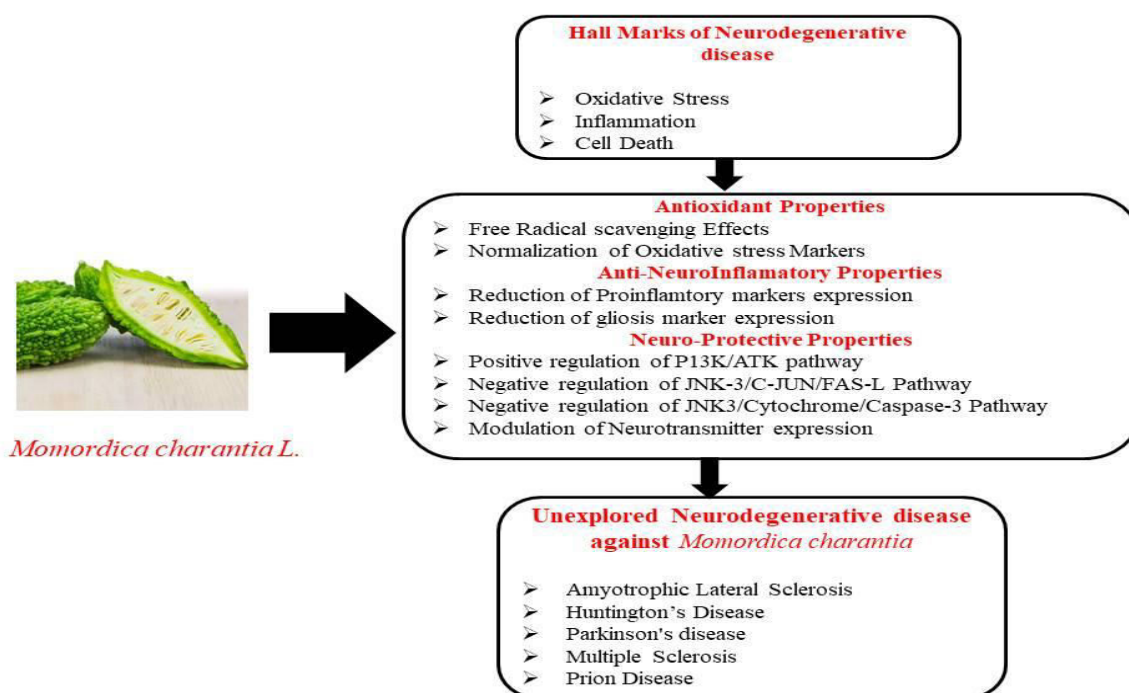 Hall Marks of Neurodegenerative
disease
➢ Oxidative Stress
➢ Inflammation
➢ Cell Death
Antioxidant Properties
➢ Free Radical scavenging Effects
➢ Normalization of Oxidative stress Markers
Anti-NeuroInflamatory Properties
➢ Reduction of Proinflamtory markers expression
➢ Reduction of gliosis marker expression
Neuro-Protective Properties
➢ Positive regulation of P13K/ATK pathway
➢ Negative regulation of JNK-3/C-JUN/FAS-L Pathway
➢ Negative regulation of JNK3/Cytochrome/Caspase-3 Pathway
➢ Modulation of Neurotransmitter expression
Momordica charantia L.
Unexplored Neurodegenerative disease
against Momordica charantia
➢ Amyotrophic Lateral Sclerosis
➢ Huntington’s Disease
➢ Parkinson's disease
➢ Multiple Sclerosis
➢ Prion Disease